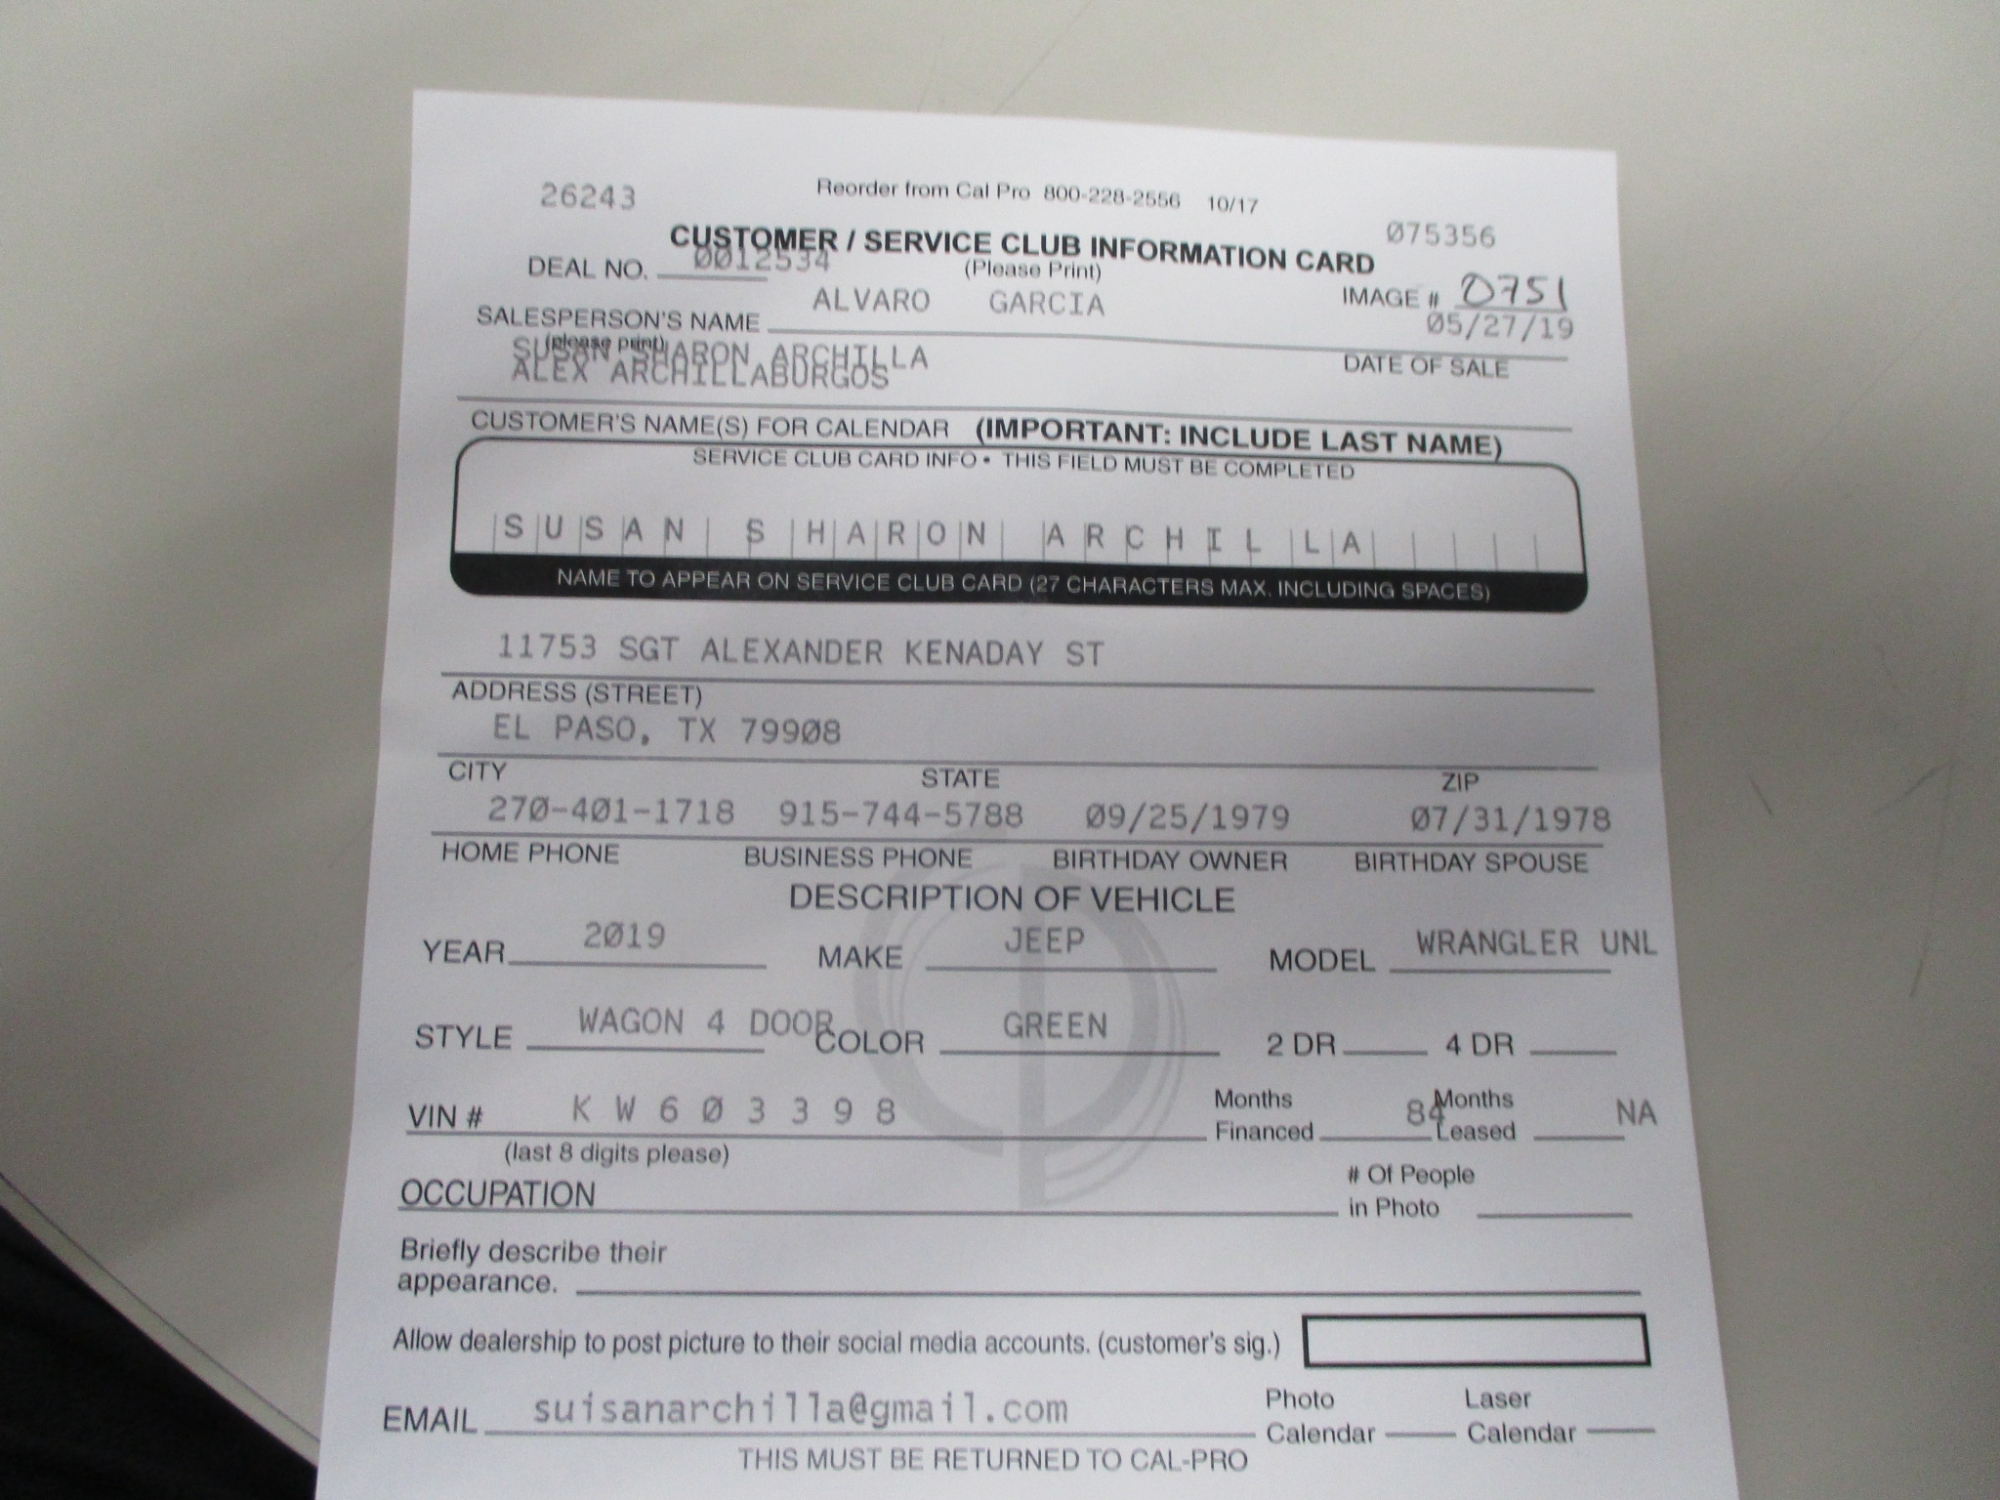 26243
Reorder from Cal Pro 800-228-2556 10/17
075356
CUSTOMER / SERVICE CLUB INFORMATION CARD
DEAL NO. 0012534
(Please Print)
IMAGE # 0751
ALVARO GARCIA
SALESPERSON'S NAME
05/27/19
(please print)
SUSAN SHARON ARCHILLA
ALEX ARCHILLABURGOS
DATE OF SALE
CUSTOMER'S NAME(S) FOR CALENDAR (IMPORTANT: INCLUDE LAST NAME)
SERVICE CLUB CARD INFO • THIS FIELD MUST BE COMPLETED
SUSAN SHARON ARCHILLA
NAME TO APPEAR ON SERVICE CLUB CARD (27 CHARACTERS MAX. INCLUDING SPACES)
11753 SGT ALEXANDER KENADAY ST
ADDRESS (STREET)
EL PASO, TX 79908
CITY STATE ZIP
270-401-1718 915-744-5788 09/25/1979 07/31/1978
HOME PHONE BUSINESS PHONE BIRTHDAY OWNER BIRTHDAY SPOUSE
DESCRIPTION OF VEHICLE
YEAR 2019 MAKE JEEP MODEL WRANGLER UNL
STYLE WAGON 4 DOOR COLOR GREEN 2 DR 4 DR
VIN # K W 6 0 3 3 9 8 Months Financed 84 Months Leased NA
(last 8 digits please)
OCCUPATION # Of People in Photo
Briefly describe their
appearance.
Allow dealership to post picture to their social media accounts. (customer's sig.)
EMAIL suisanarchilla@gmail.com Photo Calendar Laser Calendar
THIS MUST BE RETURNED TO CAL-PRO